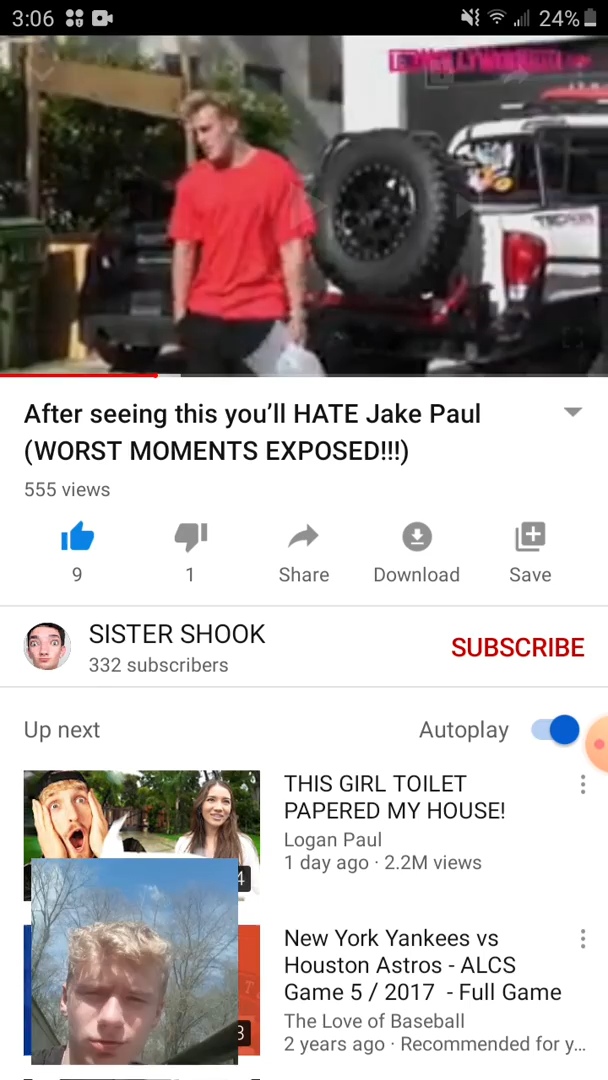 3:06
24%
After seeing this you'll HATE Jake Paul
(WORST MOMENTS EXPOSED!!!)
555 views
9
1
Share
Download
Save
SISTER SHOOK
332 subscribers
SUBSCRIBE
Up next
Autoplay
THIS GIRL TOILET
PAPERED MY HOUSE!
Logan Paul
1 day ago · 2.2M views
4
New York Yankees vs
Houston Astros - ALCS
Game 5 / 2017 - Full Game
The Love of Baseball
2 years ago · Recommended for y...
3